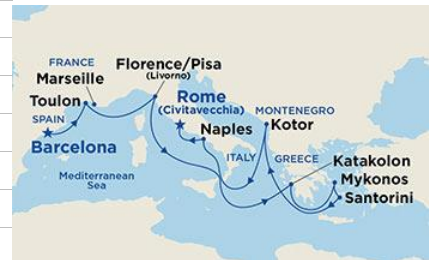 FRANCE
Marseille
Toulon
SPAIN
Barcelona
Mediterranean
Sea
Florence/Pisa
(Livorno)
Rome
(Civitavecchia)
Naples
ITALY
MONTENEGRO
Kotor
GREECE
Katakolon
Mykonos
Santorini